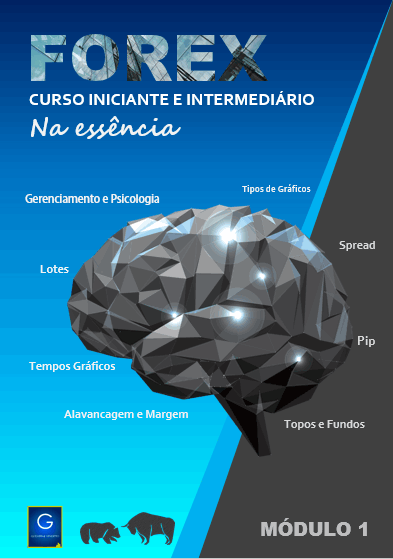 FOREX
CURSO INICIANTE E INTERMEDIÁRIO
Na essência
Tipos de Gráficos
Gerenciamento e Psicologia
Spread
Lotes
Pip
Tempos Gráficos
Alavancagem e Margem
Topos e Fundos
G
MÓDULO 1